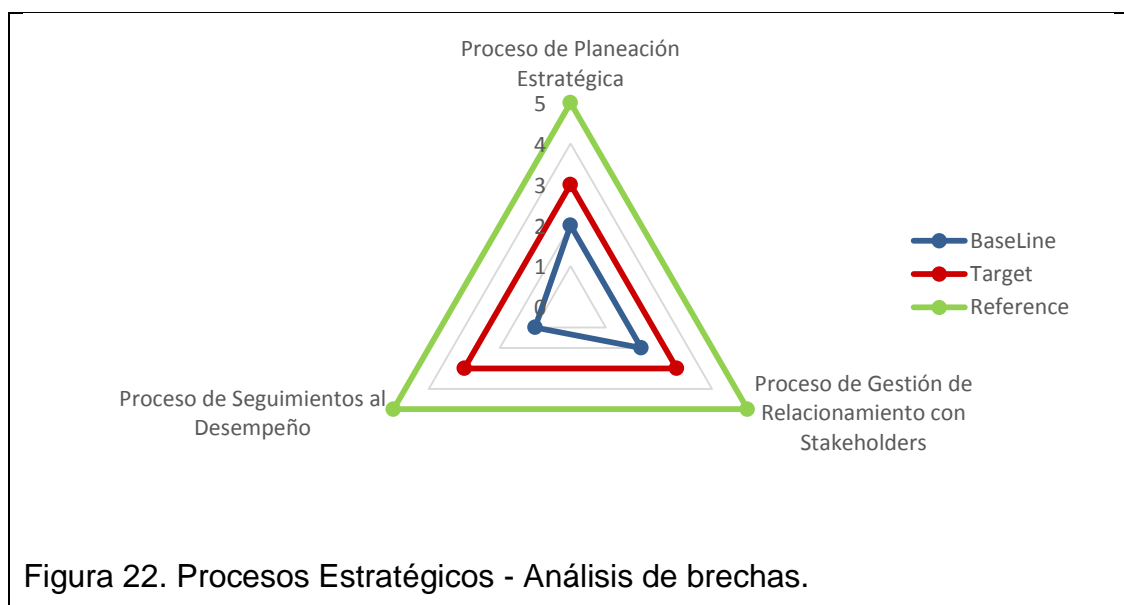 Proceso de Planeación
Estratégica
5
4
3
2
1
0
BaseLine
Target
Reference
Proceso de Seguimientos al
Desempeño
Proceso de Gestión de
Relacionamiento con
Stakeholders
Figura 22. Procesos Estratégicos - Análisis de brechas.